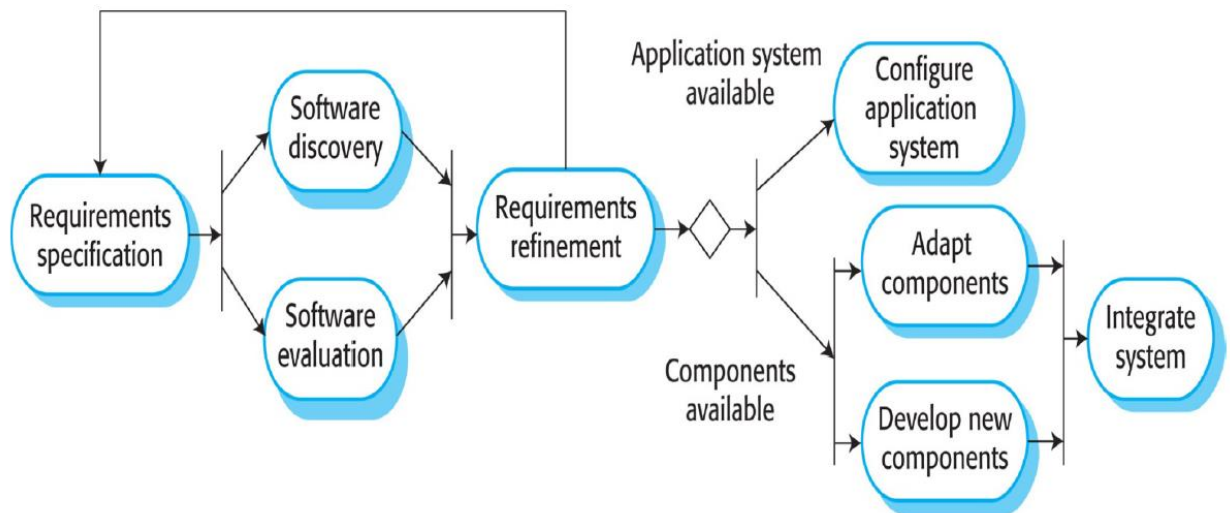 Requirements
specification
Software
discovery
Software
evaluation
Requirements
refinement
Application system
available
Configure
application
system
Components
available
Adapt
components
Develop new
components
Integrate
system